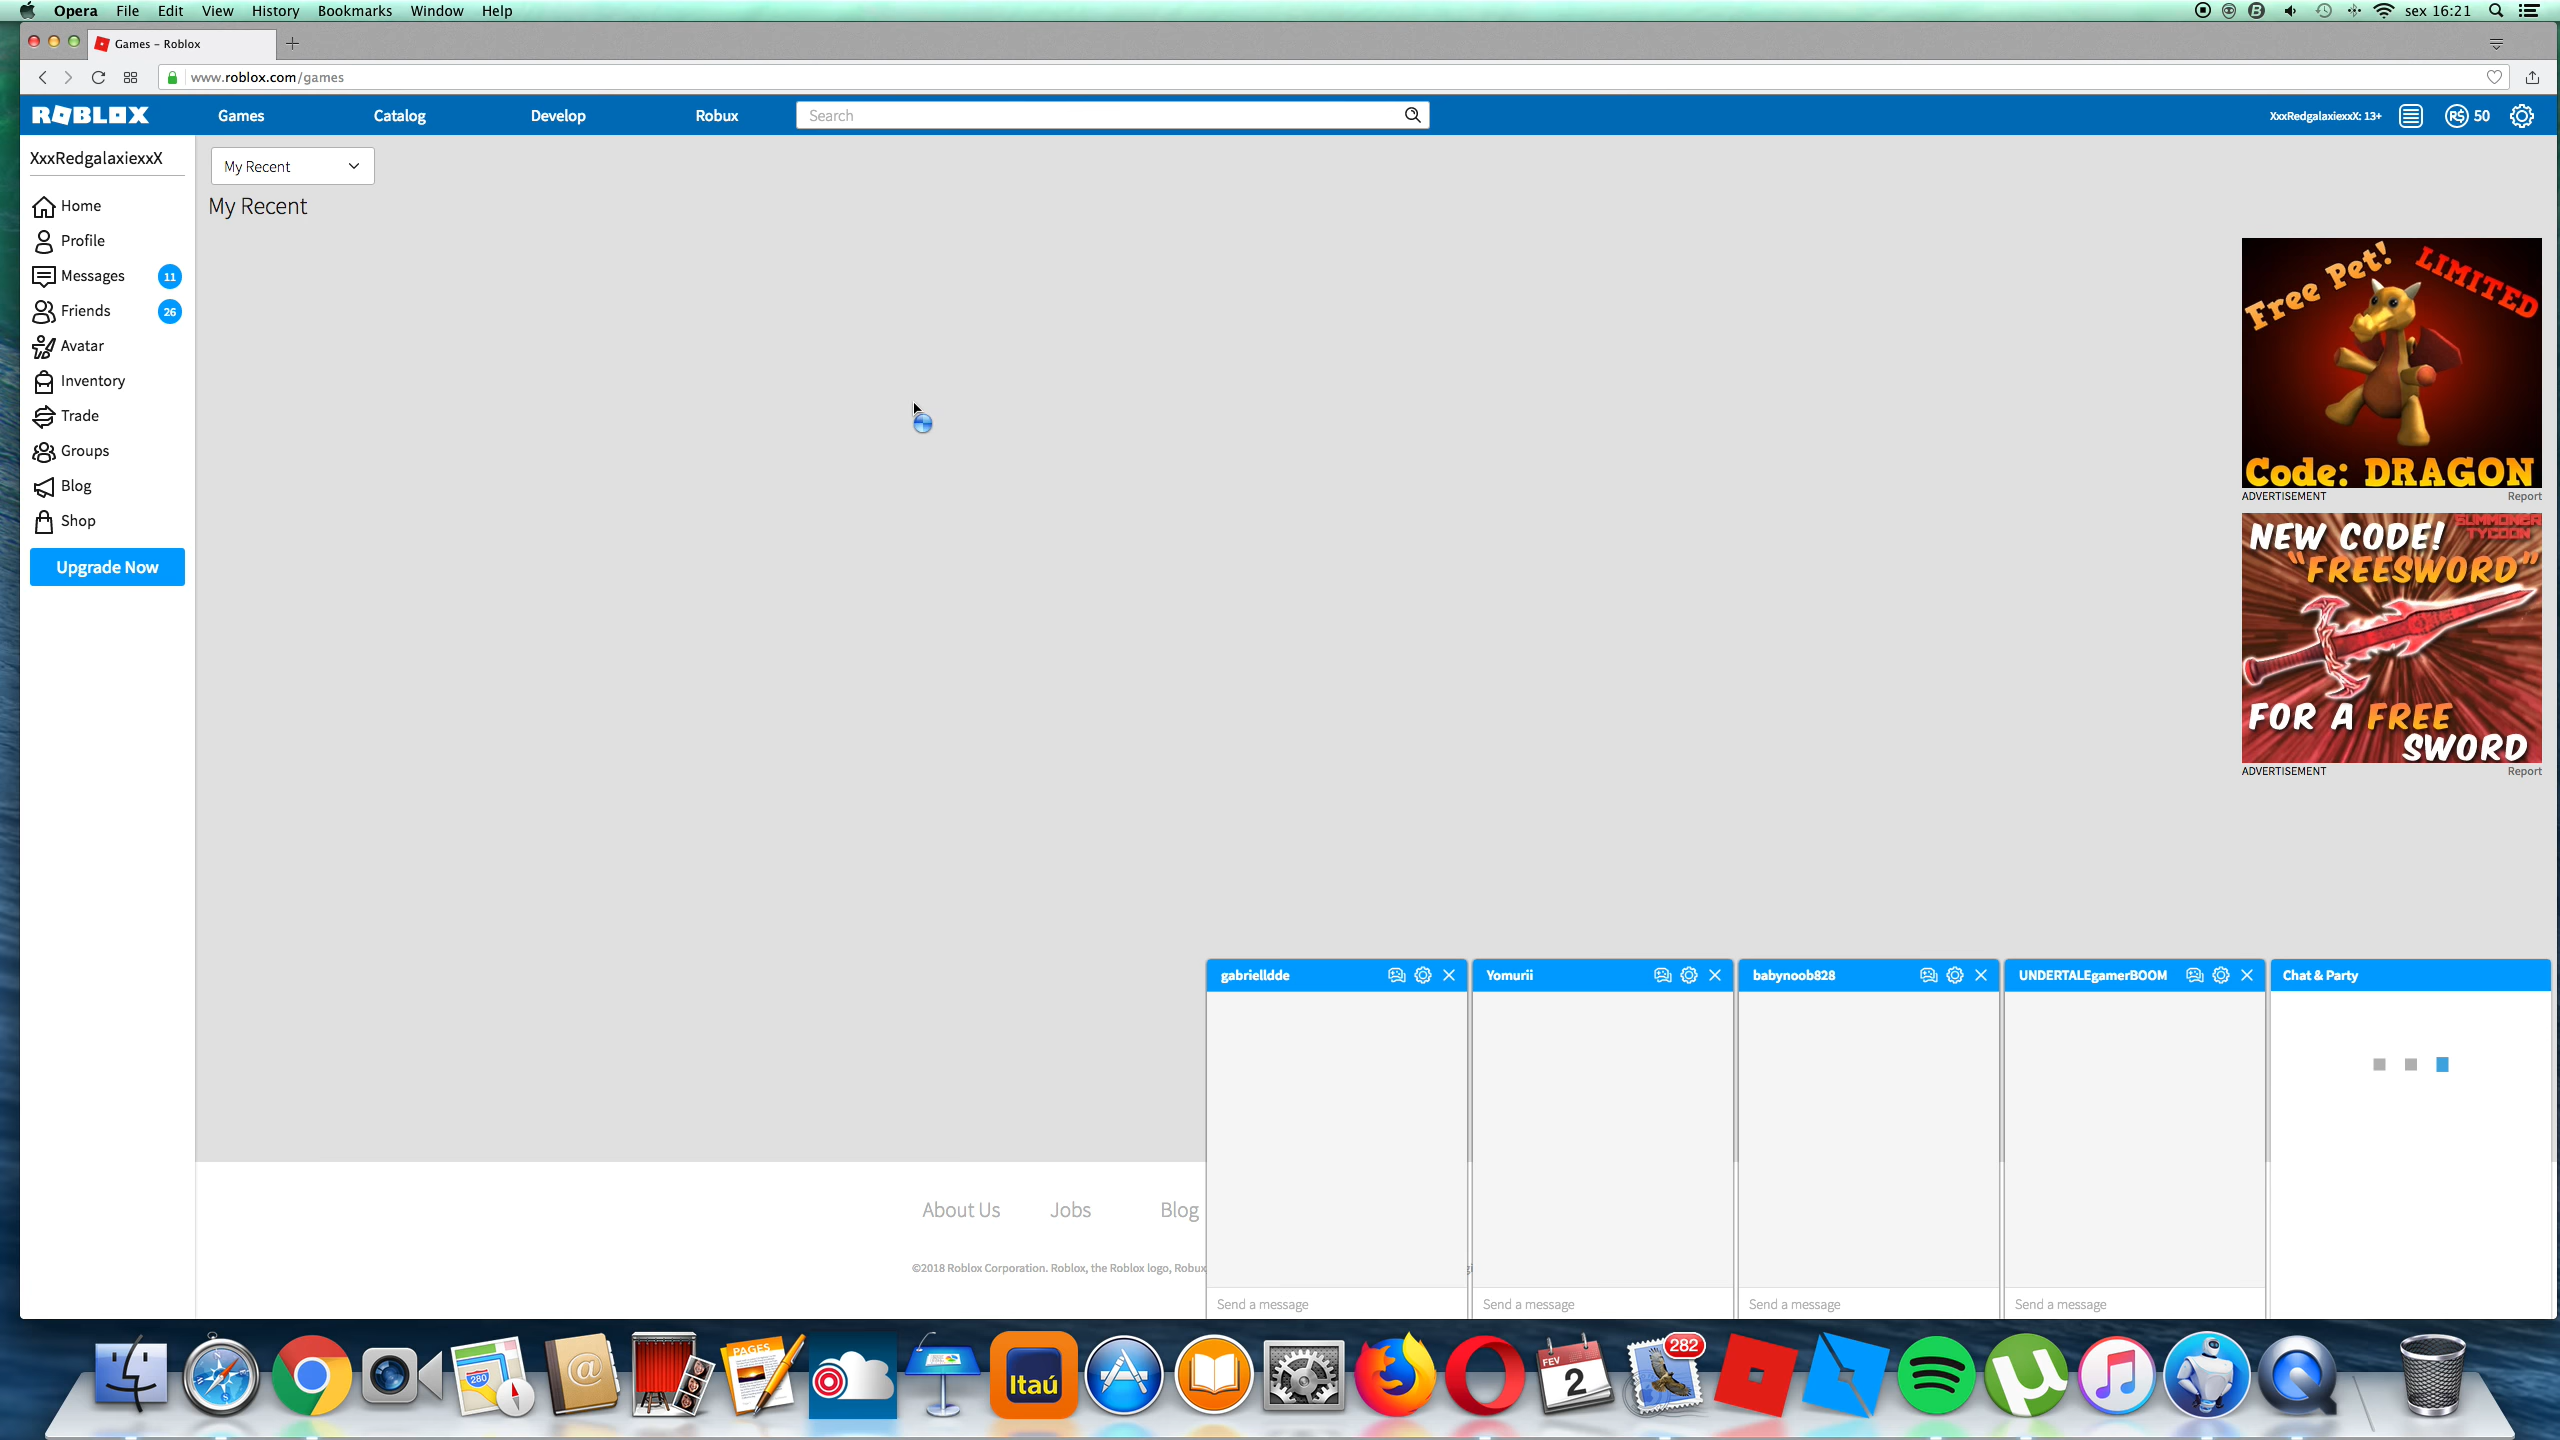 Opera File Edit View History Bookmarks Window Help
sex 16:21
Games – Roblox
www.roblox.com/games
ROBLOX Games Catalog Develop Robux Search XxxRedgalaxiexxX: 13+ R$ 50
XxxRedgalaxiexxX
Home
Profile
Messages 11
Friends 26
Avatar
Inventory
Trade
Groups
Blog
Shop
Upgrade Now
My Recent
My Recent
Free Pet! LIMITED
Code: DRAGON
ADVERTISEMENT Report
SUMMONER
TYCOON
NEW CODE!
"FREESWORD"
FOR A FREE
SWORD
ADVERTISEMENT Report
gabrielldde Yomurii babynoob828 UNDERTALEgamerBOOM Chat & Party
Send a message Send a message Send a message Send a message
About Us Jobs Blog
©2018 Roblox Corporation. Roblox, the Roblox logo, Robux
280
PAGES
Itaú
FEV
2
282